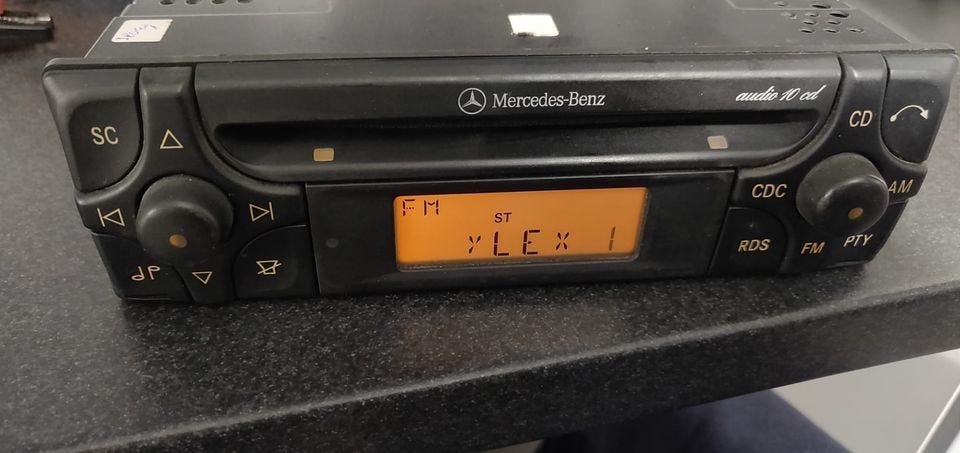 Mercedes-Benz
audio 10 cd
SC
CD
CDC
AM
FM
ST
YLEX 1
RDS
FM
PTY